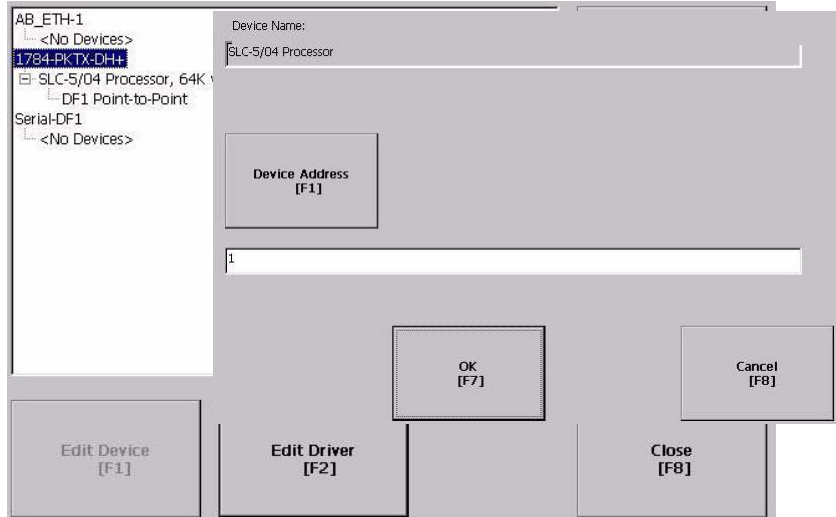 AB_ETH-1
<No Devices>
1784-PKTX-DH+
SLC-5/04 Processor, 64K
DF1 Point-to-Point
Serial-DF1
<No Devices>
Device Name:
SLC-5/04 Processor
Device Address
[F1]
1
OK
[F7]
Cancel
[F8]
Edit Device
[F1]
Edit Driver
[F2]
Close
[F8]